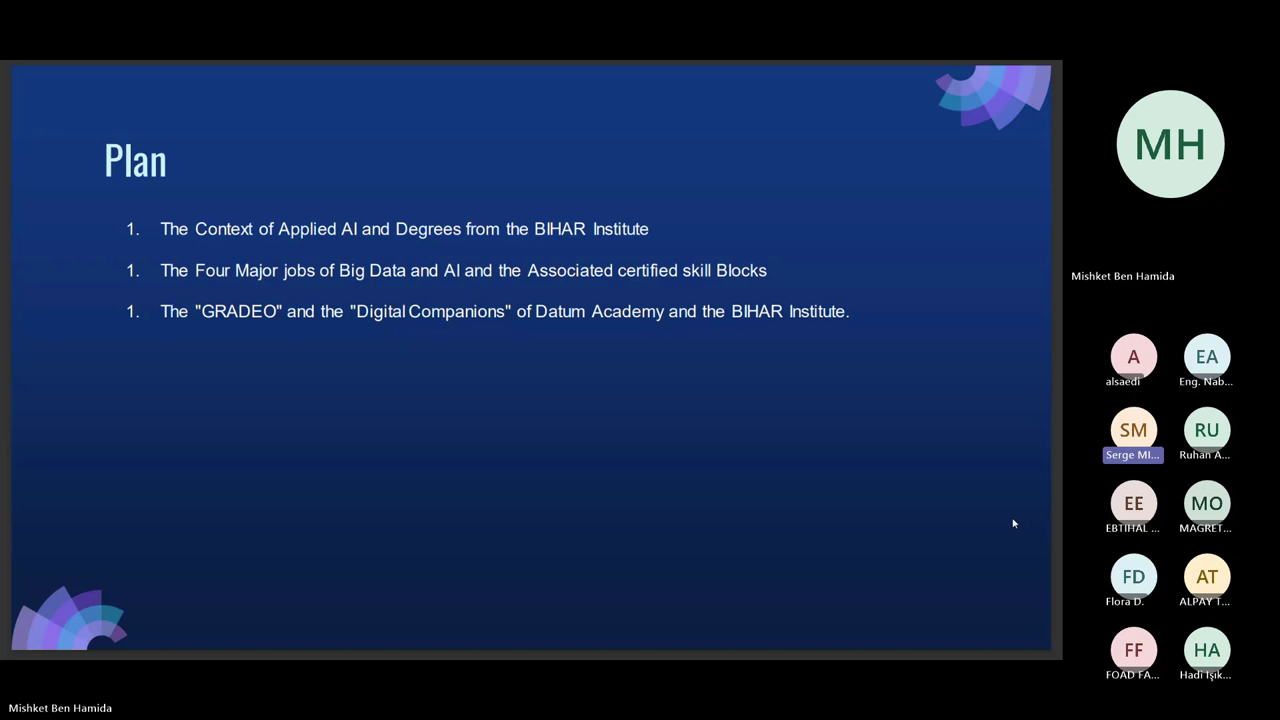 Plan
1. The Context of Applied AI and Degrees from the BIHAR Institute
1. The Four Major jobs of Big Data and AI and the Associated certified skill Blocks
1. The "GRADEO" and the "Digital Companions" of Datum Academy and the BIHAR Institute.
MH
Mishket Ben Hamida
A
alsaedi
EA
Eng. Nab...
SM
Serge MI...
RU
Ruhan A...
EE
EBTIHAL ...
MO
MAGRET...
FD
Flora D.
AT
ALPAY T...
FF
FOAD FA...
HA
Hadi Işık...
Mishket Ben Hamida